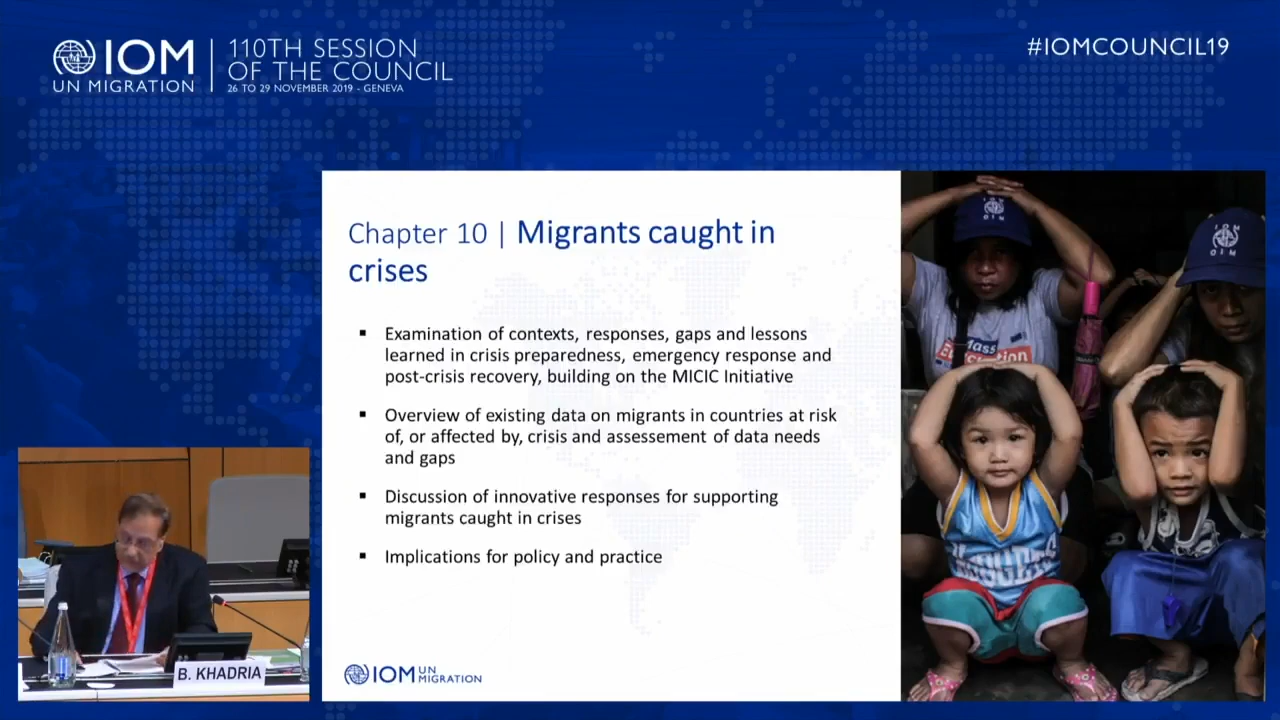 IOM
UN MIGRATION
110TH SESSION
OF THE COUNCIL
26 TO 29 NOVEMBER 2019 - GENEVA
#IOMCOUNCIL19
Chapter 10 | Migrants caught in
crises
▪ Examination of contexts, responses, gaps and lessons
learned in crisis preparedness, emergency response and
post-crisis recovery, building on the MICIC Initiative
▪ Overview of existing data on migrants in countries at risk
of, or affected by, crisis and assessment of data needs
and gaps
▪ Discussion of innovative responses for supporting
migrants caught in crises
▪ Implications for policy and practice
IOM UN
MIGRATION
B. KHADRIA
IOM
OIM
IOM
OIM
Mass